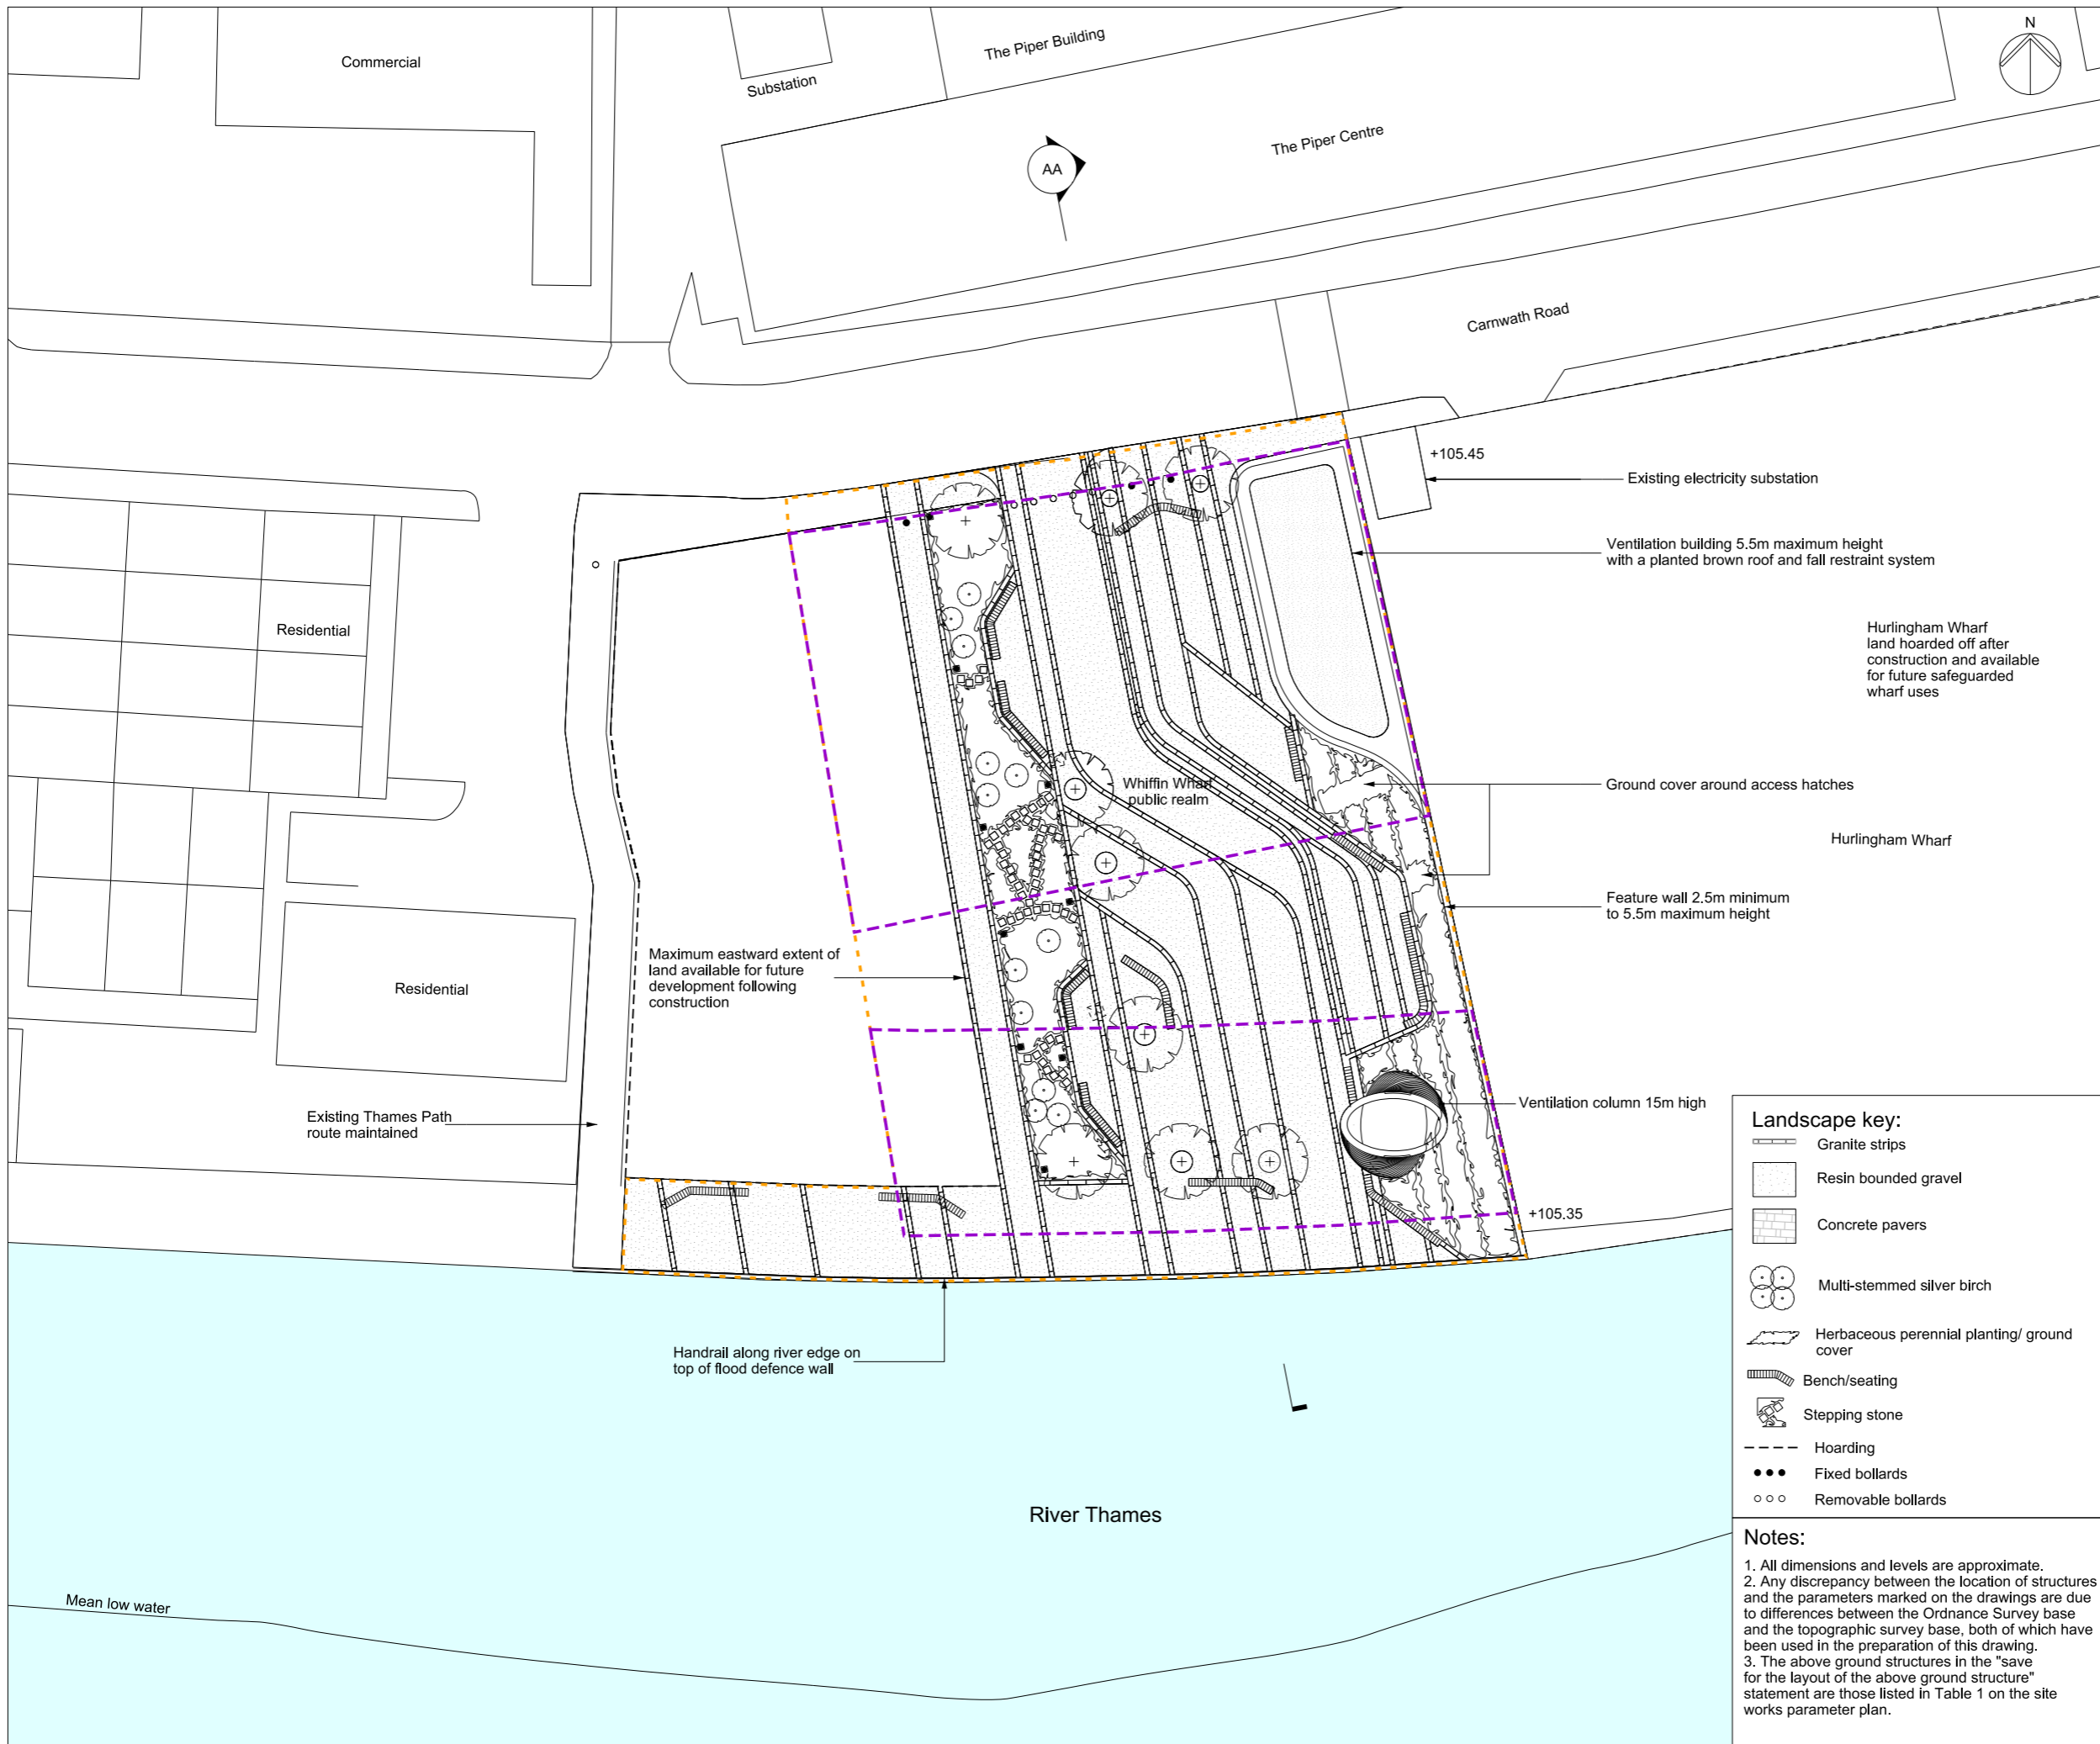 Commercial
Substation
The Piper Building
The Piper Centre
N
AA
Carnwath Road
+105.45
Existing electricity substation
Ventilation building 5.5m maximum height
with a planted brown roof and fall restraint system
Residential
Hurlingham Wharf
land hoarded off after
construction and available
for future safeguarded
wharf uses
Whiffin Wharf
public realm
Ground cover around access hatches
Hurlingham Wharf
Feature wall 2.5m minimum
to 5.5m maximum height
Maximum eastward extent of
land available for future
development following
construction
Residential
Existing Thames Path
route maintained
Ventilation column 15m high
+105.35
Handrail along river edge on
top of flood defence wall
River Thames
Mean low water
Landscape key:
Granite strips
Resin bounded gravel
Concrete pavers
Multi-stemmed silver birch
Herbaceous perennial planting/ ground
cover
Bench/seating
Stepping stone
Hoarding
Fixed bollards
Removable bollards
Notes:
1. All dimensions and levels are approximate.
2. Any discrepancy between the location of structures
and the parameters marked on the drawings are due
to differences between the Ordnance Survey base
and the topographic survey base, both of which have
been used in the preparation of this drawing.
3. The above ground structures in the "save
for the layout of the above ground structure"
statement are those listed in Table 1 on the site
works parameter plan.